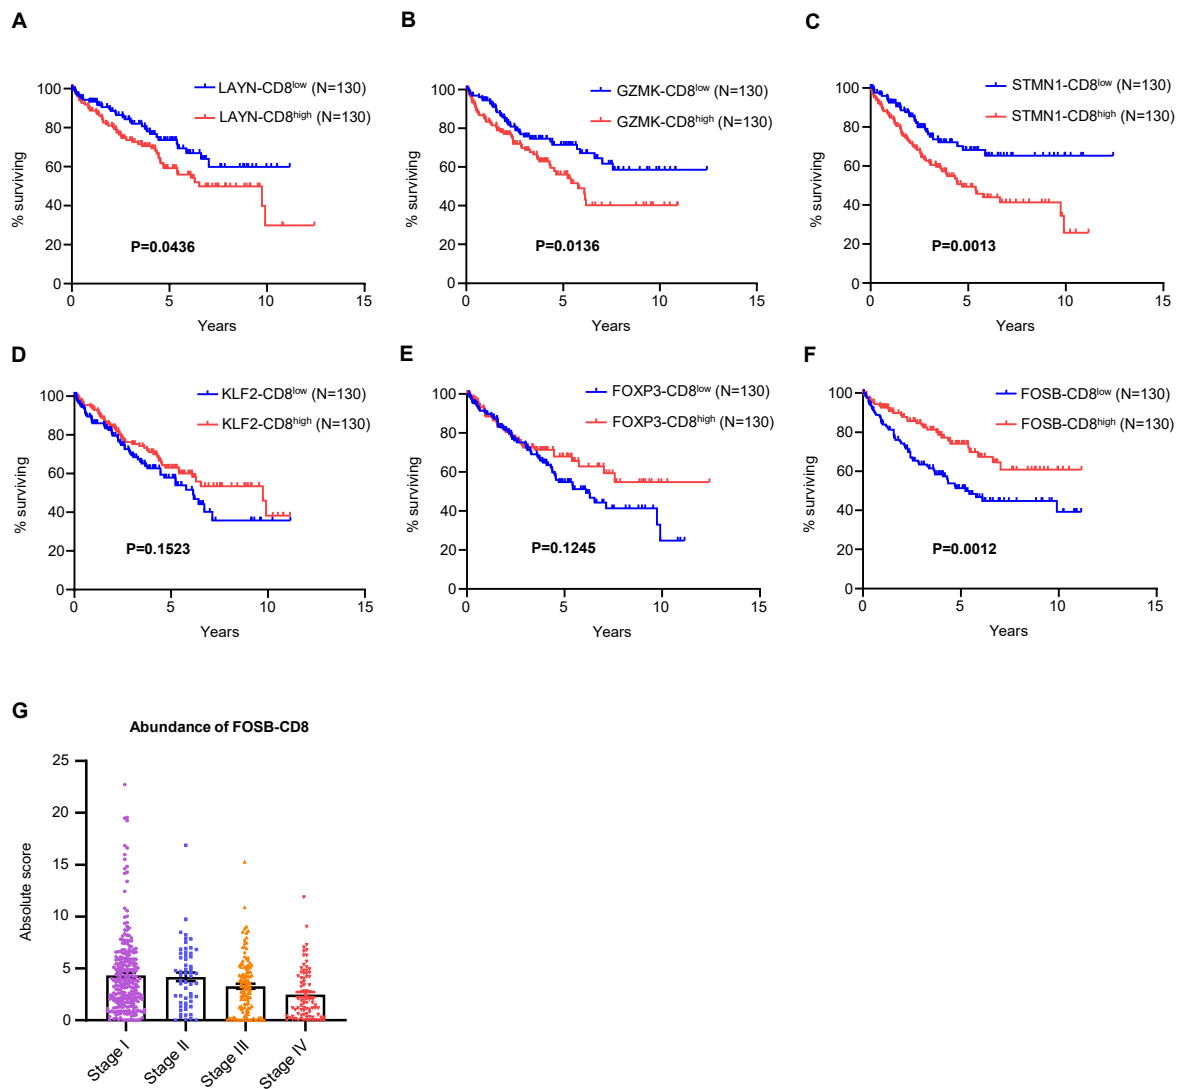 A
B
C
LAYN-CD8low (N=130)
LAYN-CD8high (N=130)
100
80
60
40
20
0
% surviving
P=0.0436
0 5 10 15
Years
GZMK-CD8low (N=130)
GZMK-CD8high (N=130)
100
80
60
40
20
0
% surviving
P=0.0136
0 5 10 15
Years
STMN1-CD8low (N=130)
STMN1-CD8high (N=130)
100
80
60
40
20
0
% surviving
P=0.0013
0 5 10 15
Years
D
E
F
KLF2-CD8low (N=130)
KLF2-CD8high (N=130)
100
80
60
40
20
0
% surviving
P=0.1523
0 5 10 15
Years
FOXP3-CD8low (N=130)
FOXP3-CD8high (N=130)
100
80
60
40
20
0
% surviving
P=0.1245
0 5 10 15
Years
FOSB-CD8low (N=130)
FOSB-CD8high (N=130)
100
80
60
40
20
0
% surviving
P=0.0012
0 5 10 15
Years
G
Abundance of FOSB-CD8
25
20
15
10
5
0
Absolute score
Stage I
Stage II
Stage III
Stage IV